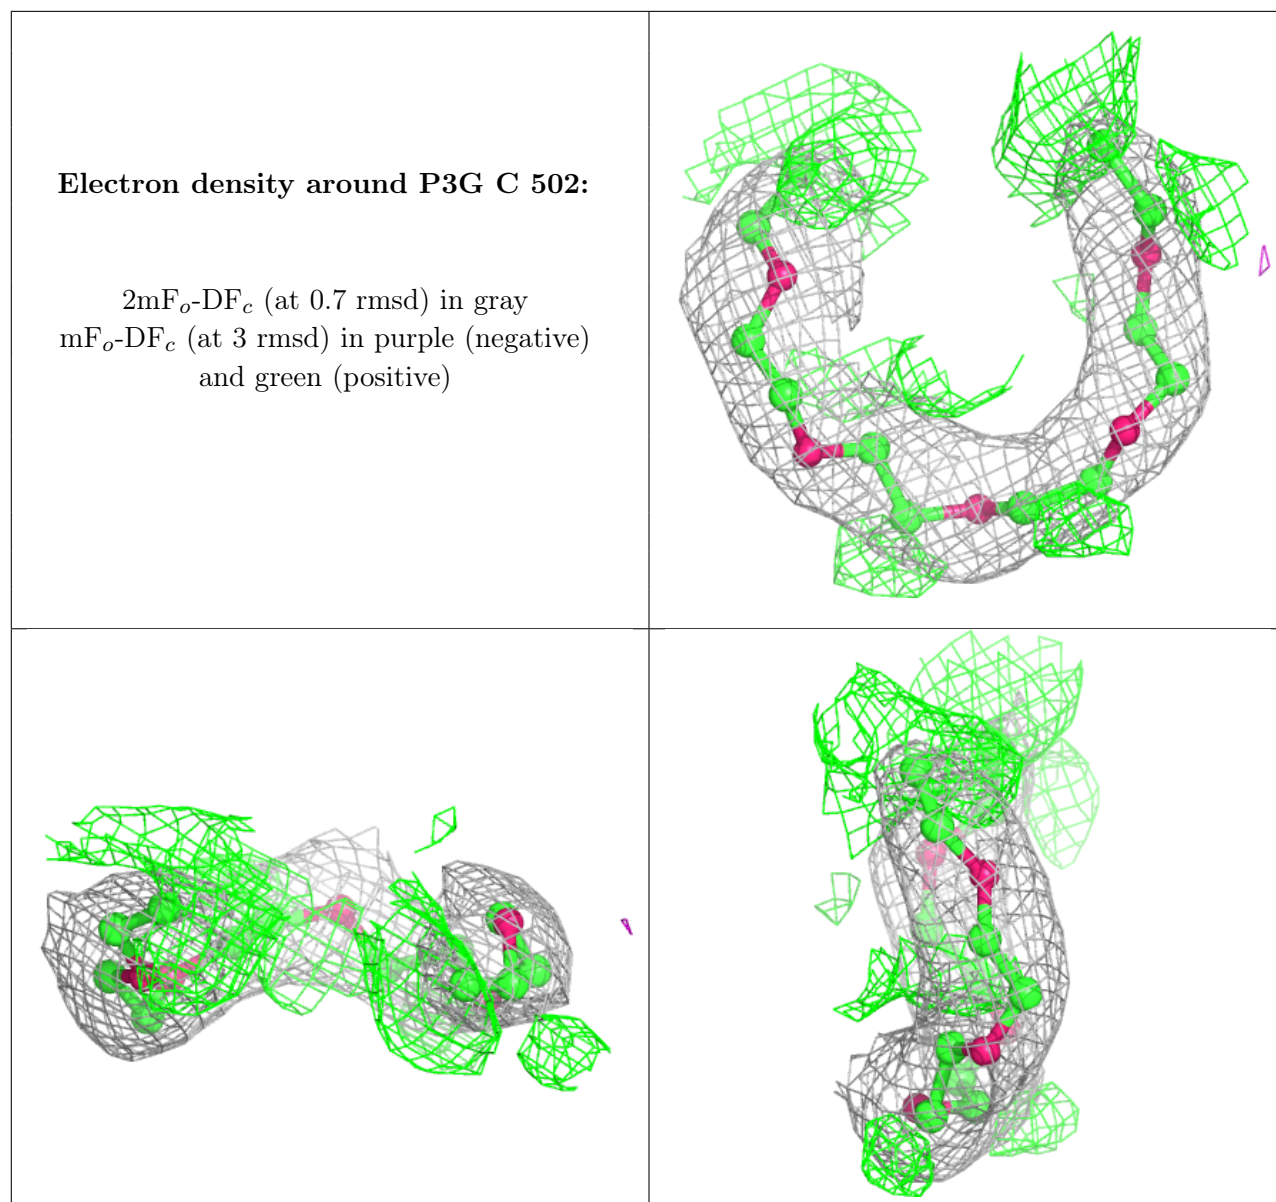 Electron density around P3G C 502:
2mFo-DFc (at 0.7 rmsd) in gray
mFo-DFc (at 3 rmsd) in purple (negative)
and green (positive)